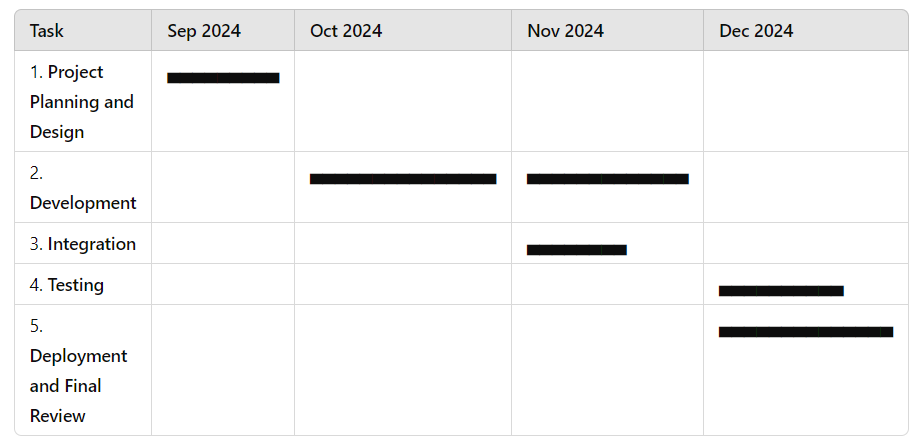 Task Sep 2024 Oct 2024 Nov 2024 Dec 2024
1. Project
Planning and
Design
2.
Development
3. Integration
4. Testing
5.
Deployment
and Final
Review